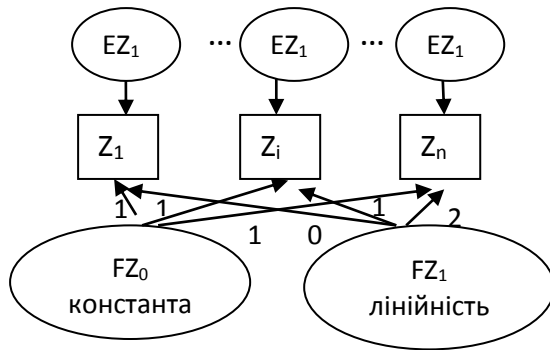 EZ₁ ... EZ₁ ... EZ₁
Z₁ Zᵢ Zₙ
1 1 1 0 1 2
FZ₀ FZ₁
константа лінійність